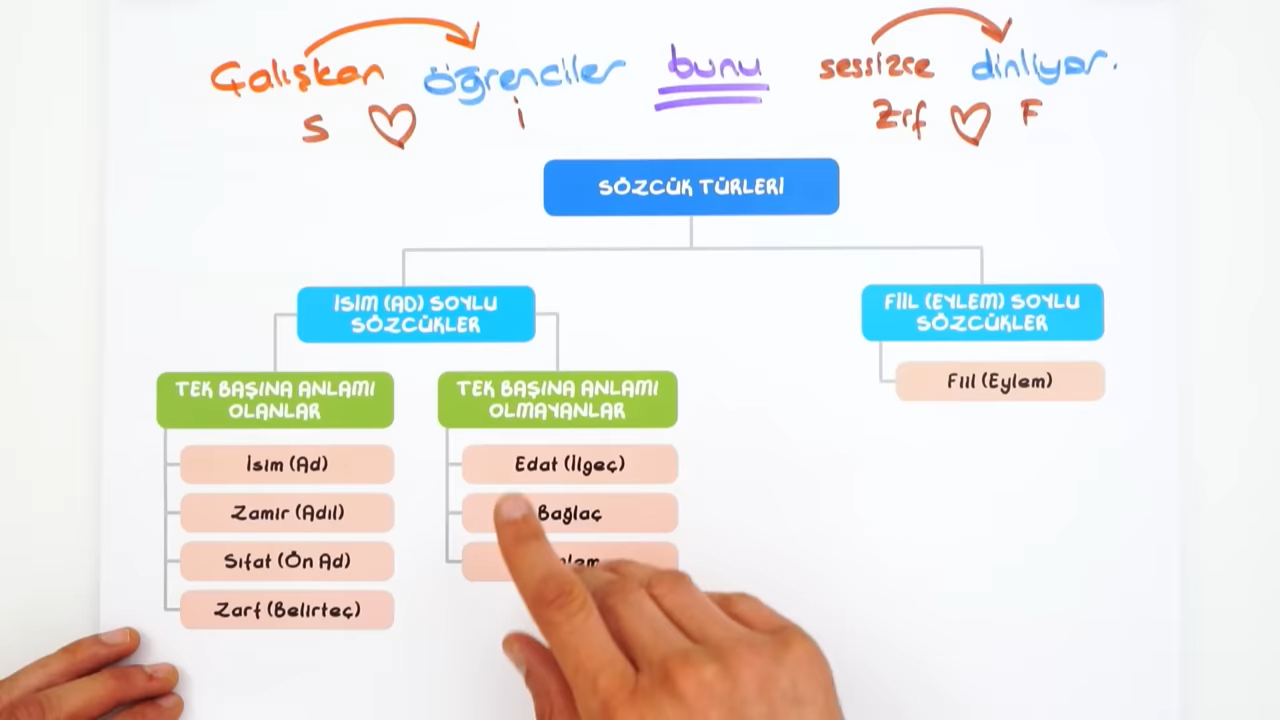 Çalışkan öğrenciler bunu sessizce dinliyor.
S i Zrf F
SÖZCÜK TÜRLERİ
İSİM (AD) SOYLU
SÖZCÜKLER
FİİL (EYLEM) SOYLU
SÖZCÜKLER
TEK BAŞINA ANLAMI
OLANLAR
TEK BAŞINA ANLAMI
OLMAYANLAR
Fiil (Eylem)
İsim (Ad)
Zamir (Adıl)
Sıfat (Ön Ad)
Zarf (Belirteç)
Edat (İlgeç)
Bağlaç